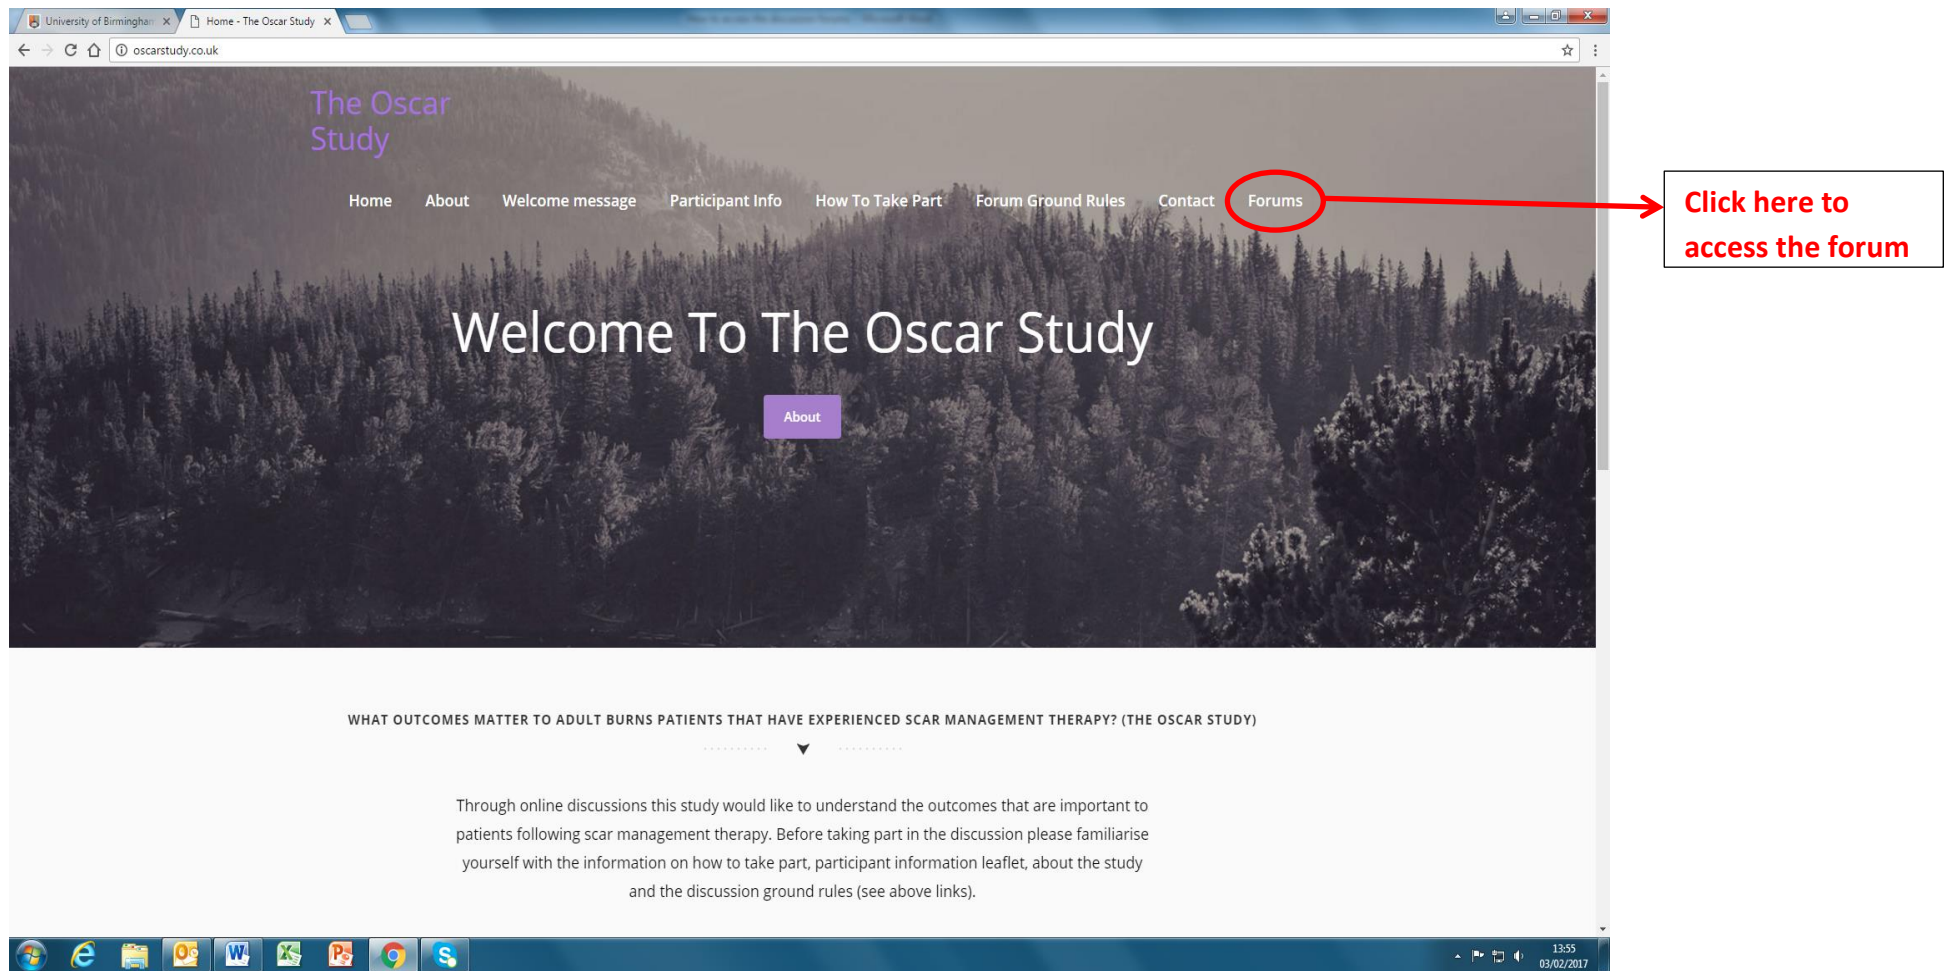 University of Birmingham
Home - The Oscar Study
oscarstudy.co.uk
The Oscar
Study
Home About Welcome message Participant Info How To Take Part Forum Ground Rules Contact Forums
Click here to
access the forum
Welcome To The Oscar Study
About
WHAT OUTCOMES MATTER TO ADULT BURNS PATIENTS THAT HAVE EXPERIENCED SCAR MANAGEMENT THERAPY? (THE OSCAR STUDY)
Through online discussions this study would like to understand the outcomes that are important to
patients following scar management therapy. Before taking part in the discussion please familiarise
yourself with the information on how to take part, participant information leaflet, about the study
and the discussion ground rules (see above links).
13:55
03/02/2017